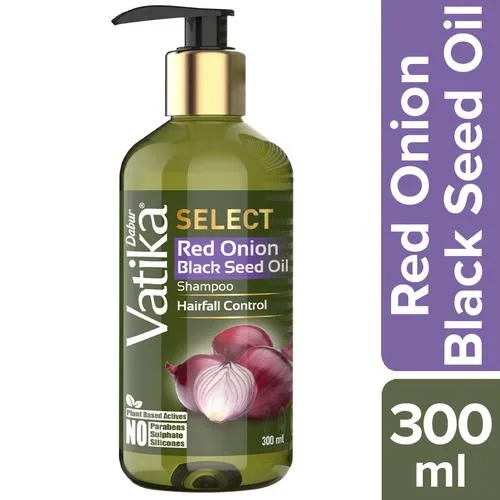 Dabur
Vatika®
SELECT
Red Onion
Black Seed Oil
Shampoo
Hairfall Control
Plant Based Actives
NO Parabens
Sulphate
Silicones
300 ml
Red Onion
Black Seed Oil
300
ml